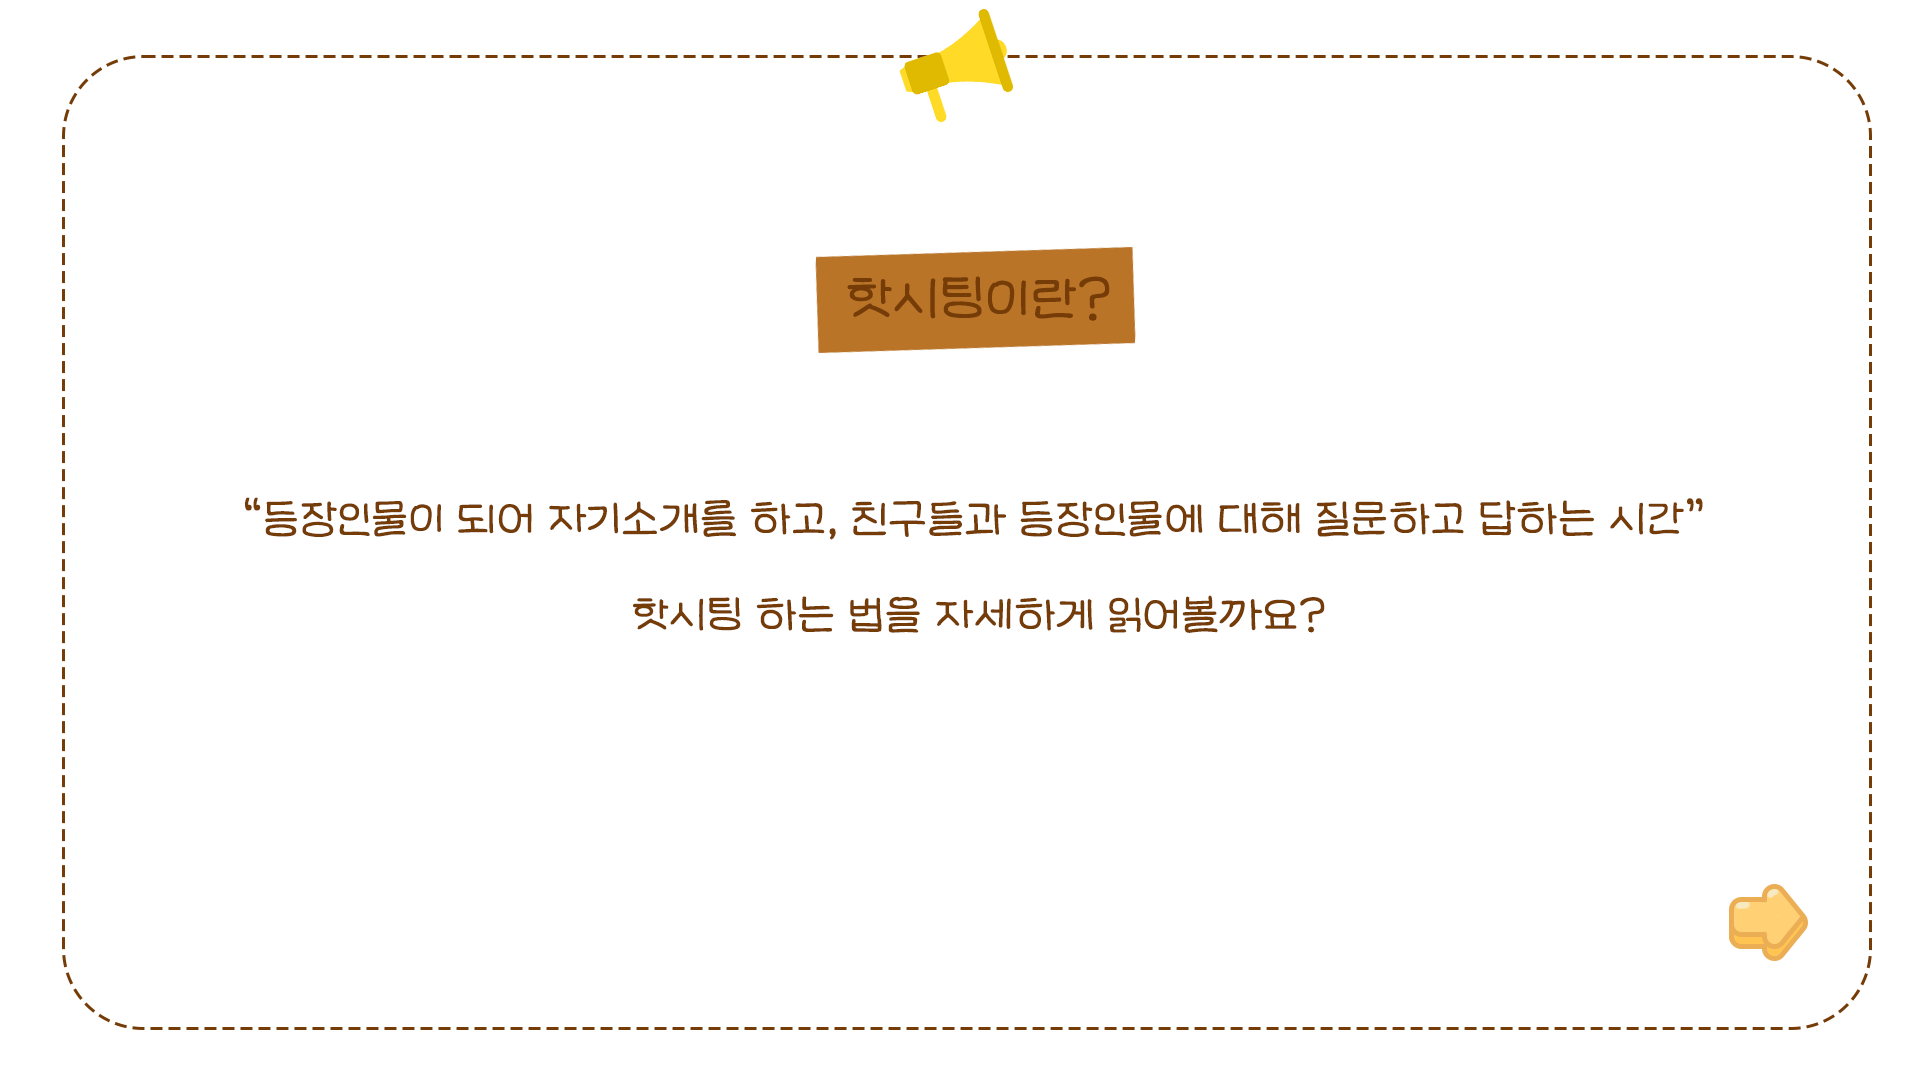 핫시팅이란?
“등장인물이 되어 자기소개를 하고, 친구들과 등장인물에 대해 질문하고 답하는 시간”
핫시팅 하는 법을 자세하게 읽어볼까요?